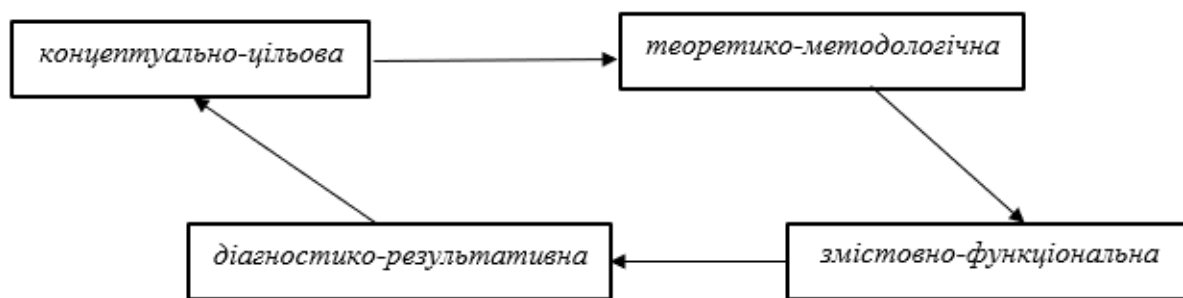 концептуально-цільова
теоретико-методологічна
діагностико-результативна
змістовно-функціональна